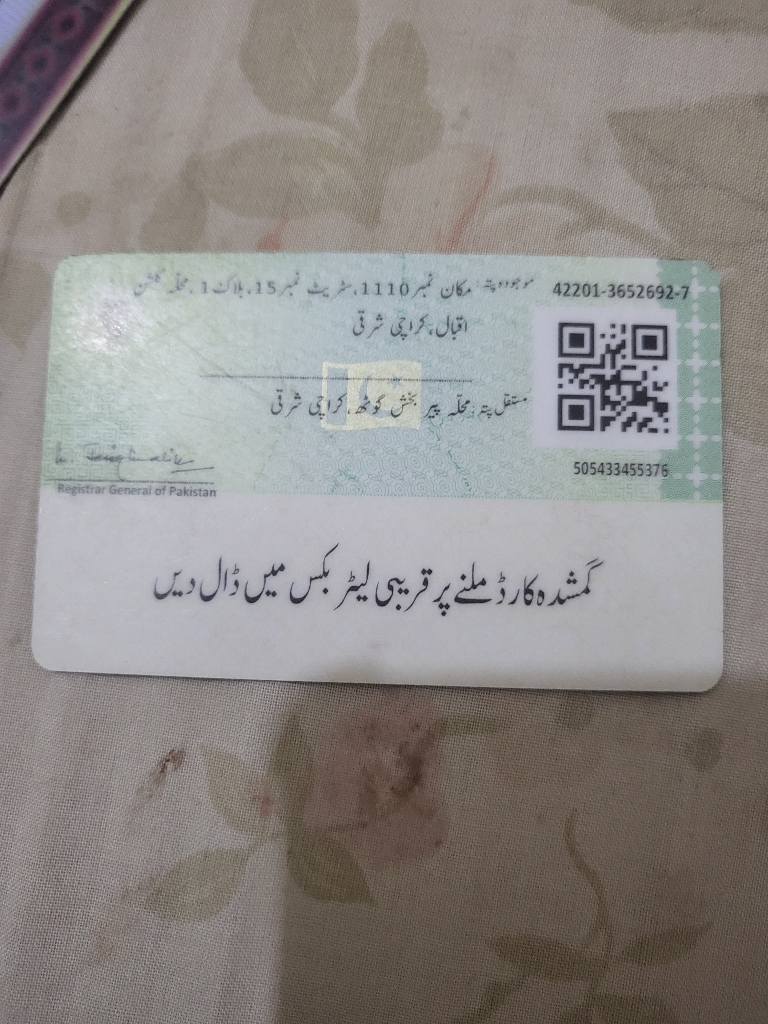 42201-3652692-7
موجودہ پتہ: مکان نمبر 1110، سٹریٹ نمبر 15، بلاک 1، محلہ گلشن
اقبال، کراچی شرقی
مستقل پتہ: محلّہ پیر بخش گوٹھ، کراچی شرقی
505433455376
Registrar General of Pakistan
گمشدہ کارڈ ملنے پر قریبی لیٹر بکس میں ڈال دیں